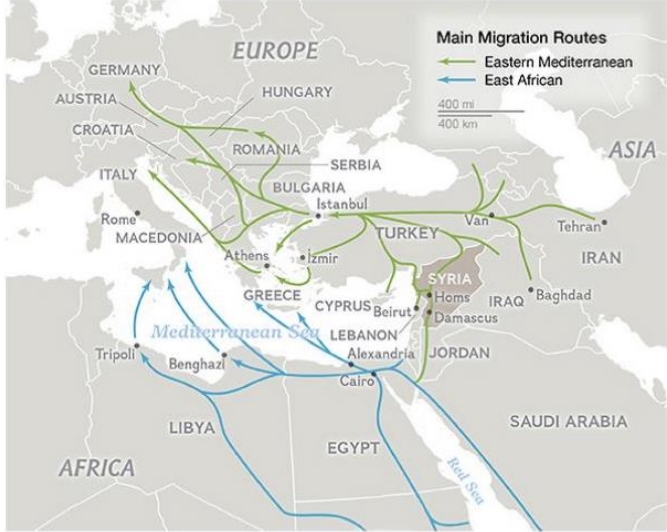 Main Migration Routes
Eastern Mediterranean
East African
400 mi
400 km
EUROPE
GERMANY
AUSTRIA
HUNGARY
CROATIA
ROMANIA
ASIA
SERBIA
ITALY
BULGARIA
Istanbul
Rome
Van
Tehran
MACEDONIA
TURKEY
Athens
İzmir
IRAN
SYRIA
GREECE
CYPRUS
Homs
IRAQ
Baghdad
Beirut
Damascus
Mediterranean Sea
LEBANON
Tripoli
Benghazi
Alexandria
JORDAN
Cairo
LIBYA
EGYPT
SAUDI ARABIA
AFRICA
Red Sea